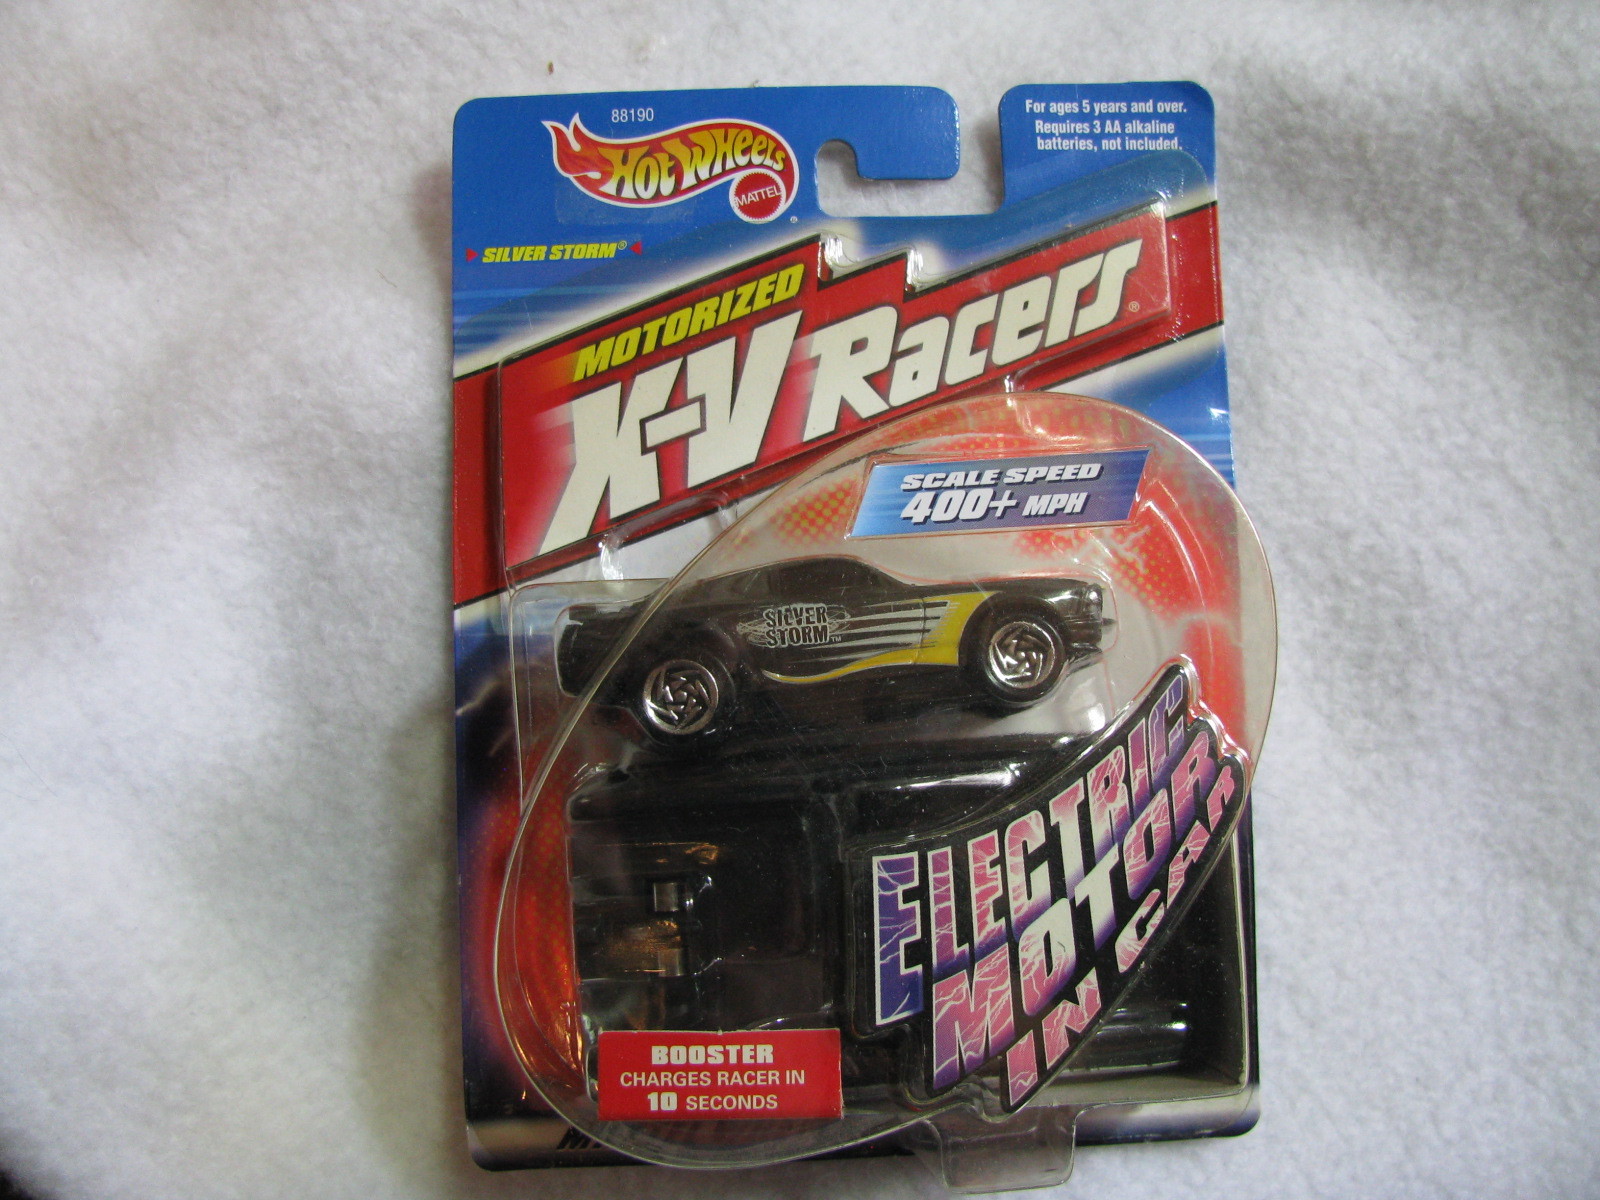 88190
HOT WHEELS
MATTEL
®
For ages 5 years and over.
Requires 3 AA alkaline
batteries, not included.
SILVER STORM®
MOTORIZED
X-V Racers®
SCALE SPEED
400+ MPH
SILVER
STORM™
ELECTRIC
MOTOR
IN CAR
BOOSTER
CHARGES RACER IN
10 SECONDS